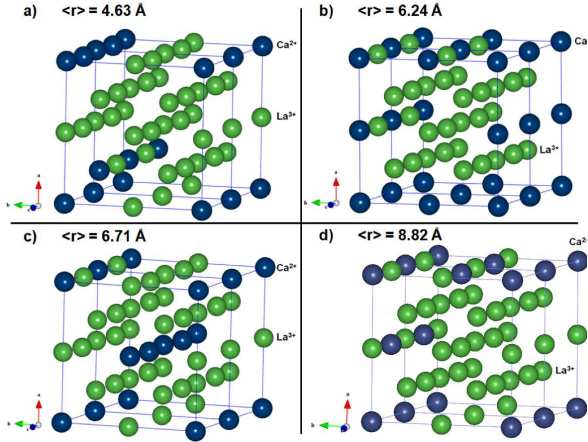 a) <r> = 4.63 Å
Ca²⁺
La³⁺
a
b
c
b) <r> = 6.24 Å
Ca
La³⁺
a
b
c
c) <r> = 6.71 Å
Ca²⁺
La³⁺
a
b
c
d) <r> = 8.82 Å
Ca²
La³⁺
a
b
c